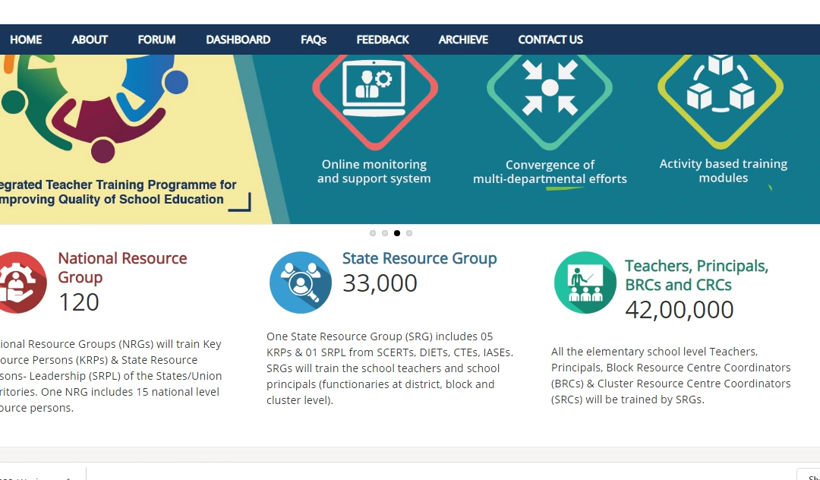 HOME ABOUT FORUM DASHBOARD FAQs FEEDBACK ARCHIEVE CONTACT US
egrated Teacher Training Programme for
mproving Quality of School Education
Online monitoring
and support system
Convergence of
multi-departmental efforts
Activity based training
modules
National Resource
Group
120
ional Resource Groups (NRGs) will train Key
ource Persons (KRPs) & State Resource
sons- Leadership (SRPL) of the States/Union
ritories. One NRG includes 15 national level
ource persons.
State Resource Group
33,000
One State Resource Group (SRG) includes 05
KRPs & 01 SRPL from SCERTs, DIETs, CTEs, IASEs.
SRGs will train the school teachers and school
principals (functionaries at district, block and
cluster level).
Teachers, Principals,
BRCs and CRCs
42,00,000
All the elementary school level Teachers,
Principals, Block Resource Centre Coordinators
(BRCs) & Cluster Resource Centre Coordinators
(SRCs) will be trained by SRGs.